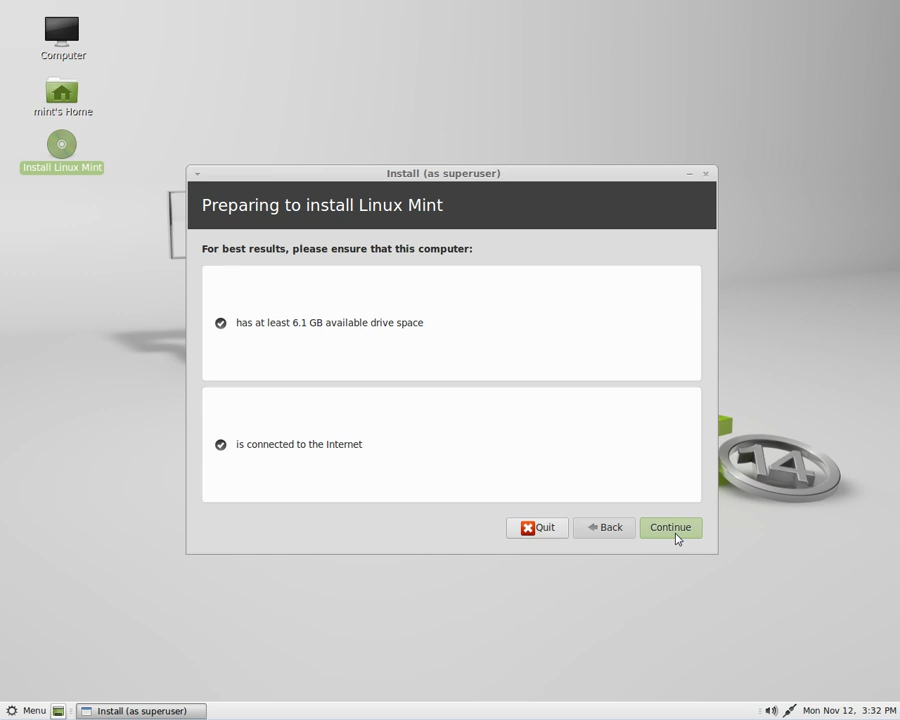 Computer
mint's Home
Install Linux Mint
Install (as superuser)
Preparing to install Linux Mint
For best results, please ensure that this computer:
has at least 6.1 GB available drive space
is connected to the Internet
Quit
Back
Continue
14
Menu
Install (as superuser)
Mon Nov 12, 3:32 PM